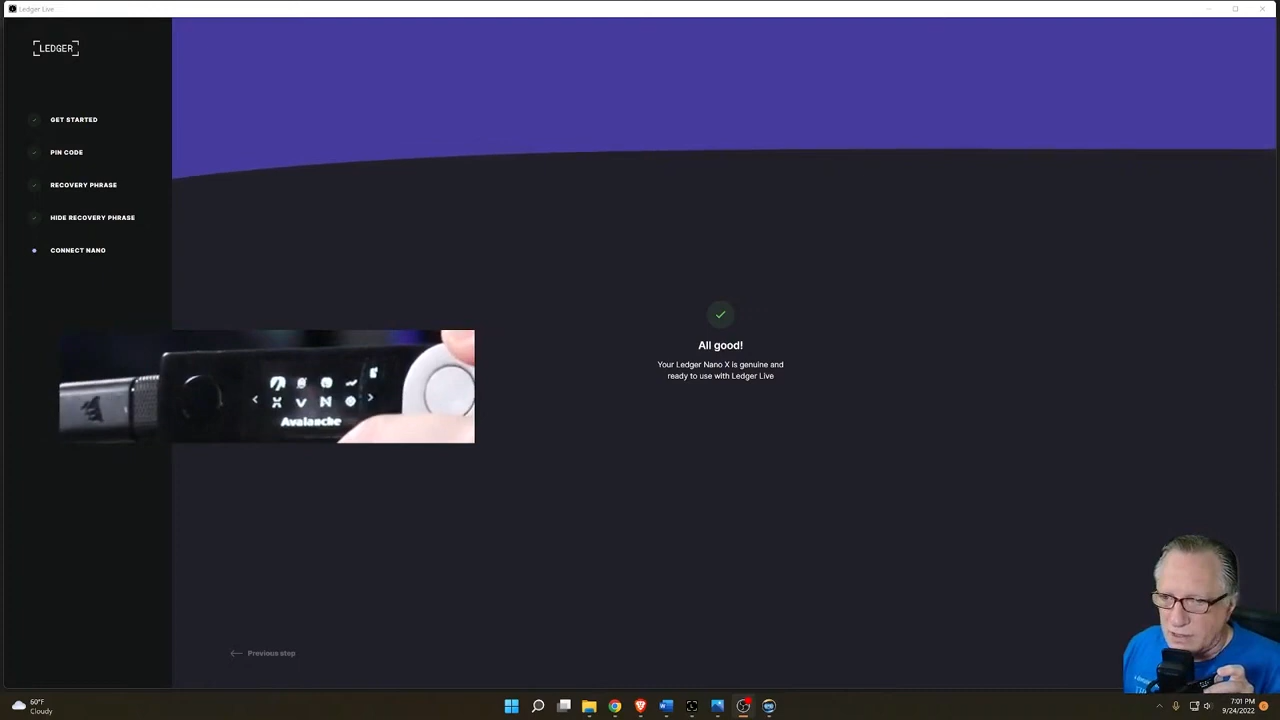 Ledger Live
LEDGER
GET STARTED
PIN CODE
RECOVERY PHRASE
HIDE RECOVERY PHRASE
CONNECT NANO
All good!
Your Ledger Nano X is genuine and
ready to use with Ledger Live
Avalanche
Previous step
60°F
Cloudy
7:01 PM
9/24/2022